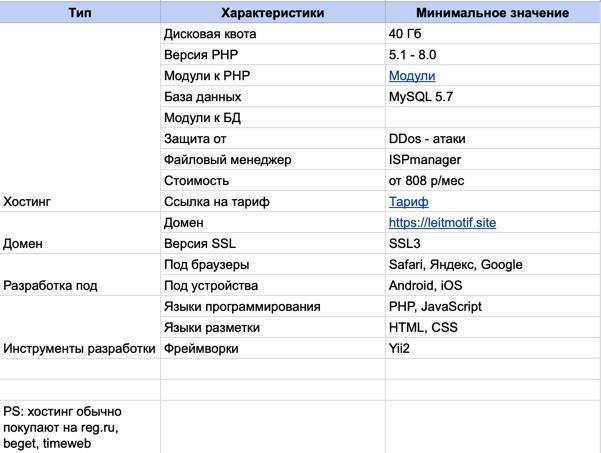 Тип Характеристики Минимальное значение
Дисковая квота 40 Гб
Версия PHP 5.1 - 8.0
Модули к PHP Модули
База данных MySQL 5.7
Модули к БД
Защита от DDos - атаки
Файловый менеджер ISPmanager
Стоимость от 808 р/мес
Хостинг Ссылка на тариф Тариф
Домен https://leitmotif.site
Домен Версия SSL SSL3
Под браузеры Safari, Яндекс, Google
Разработка под Под устройства Android, iOS
Языки программирования PHP, JavaScript
Языки разметки HTML, CSS
Инструменты разработки Фреймворки Yii2
PS: хостинг обычно
покупают на reg.ru,
beget, timeweb